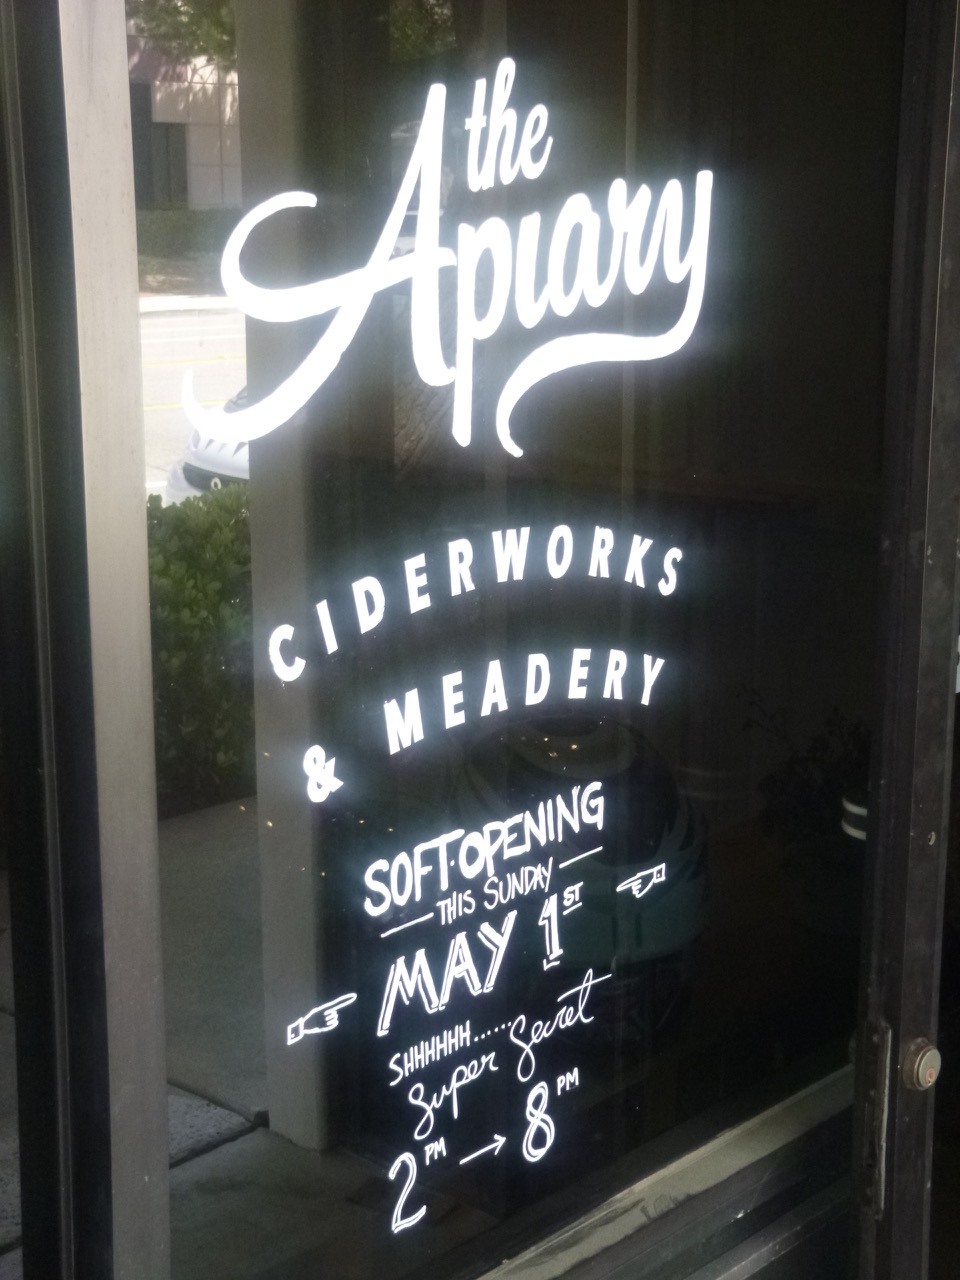 the
Apiary
CIDERWORKS
& MEADERY
SOFT·OPENING
THIS SUNDAY
MAY 1ST
SHHHHHH......
Super Secret
2PM → 8PM